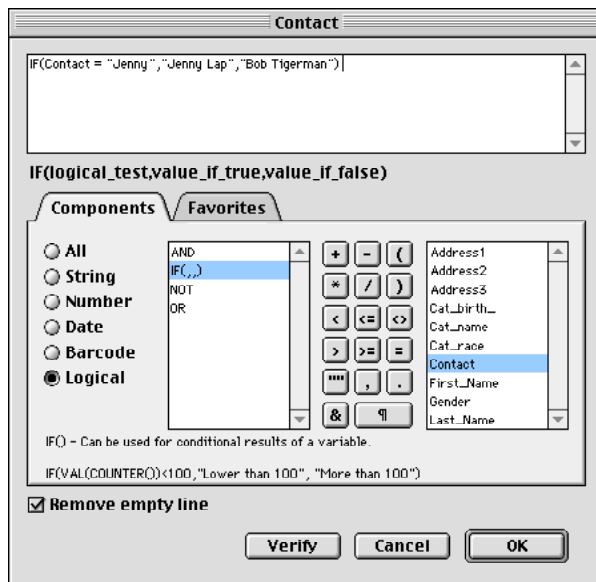 Contact
IF(Contact = "Jenny","Jenny Lap","Bob Tigerman")
IF(logical_test,value_if_true,value_if_false)
Components Favorites
All
String
Number
Date
Barcode
Logical
AND
IF(,,)
NOT
OR
+ - (
* / )
< <= <>
> >= =
"" , .
& ¶
Address1
Address2
Address3
Cat_birth_
Cat_name
Cat_race
Contact
First_Name
Gender
Last_Name
IF() - Can be used for conditional results of a variable.
IF(VAL(COUNTER())<100,"Lower than 100", "More than 100")
Remove empty line
Verify Cancel OK